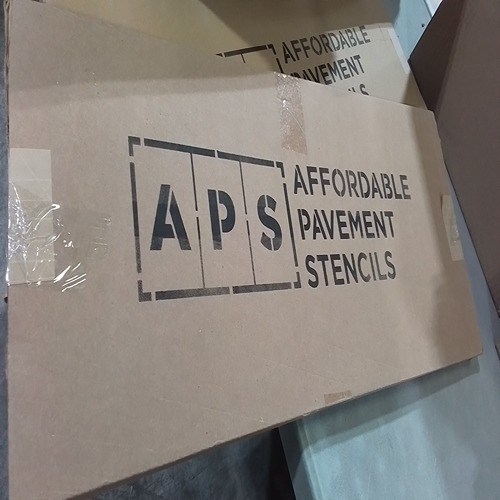 AFFORDABLE
PAVEMENT
APS
AFFORDABLE
PAVEMENT
STENCILS